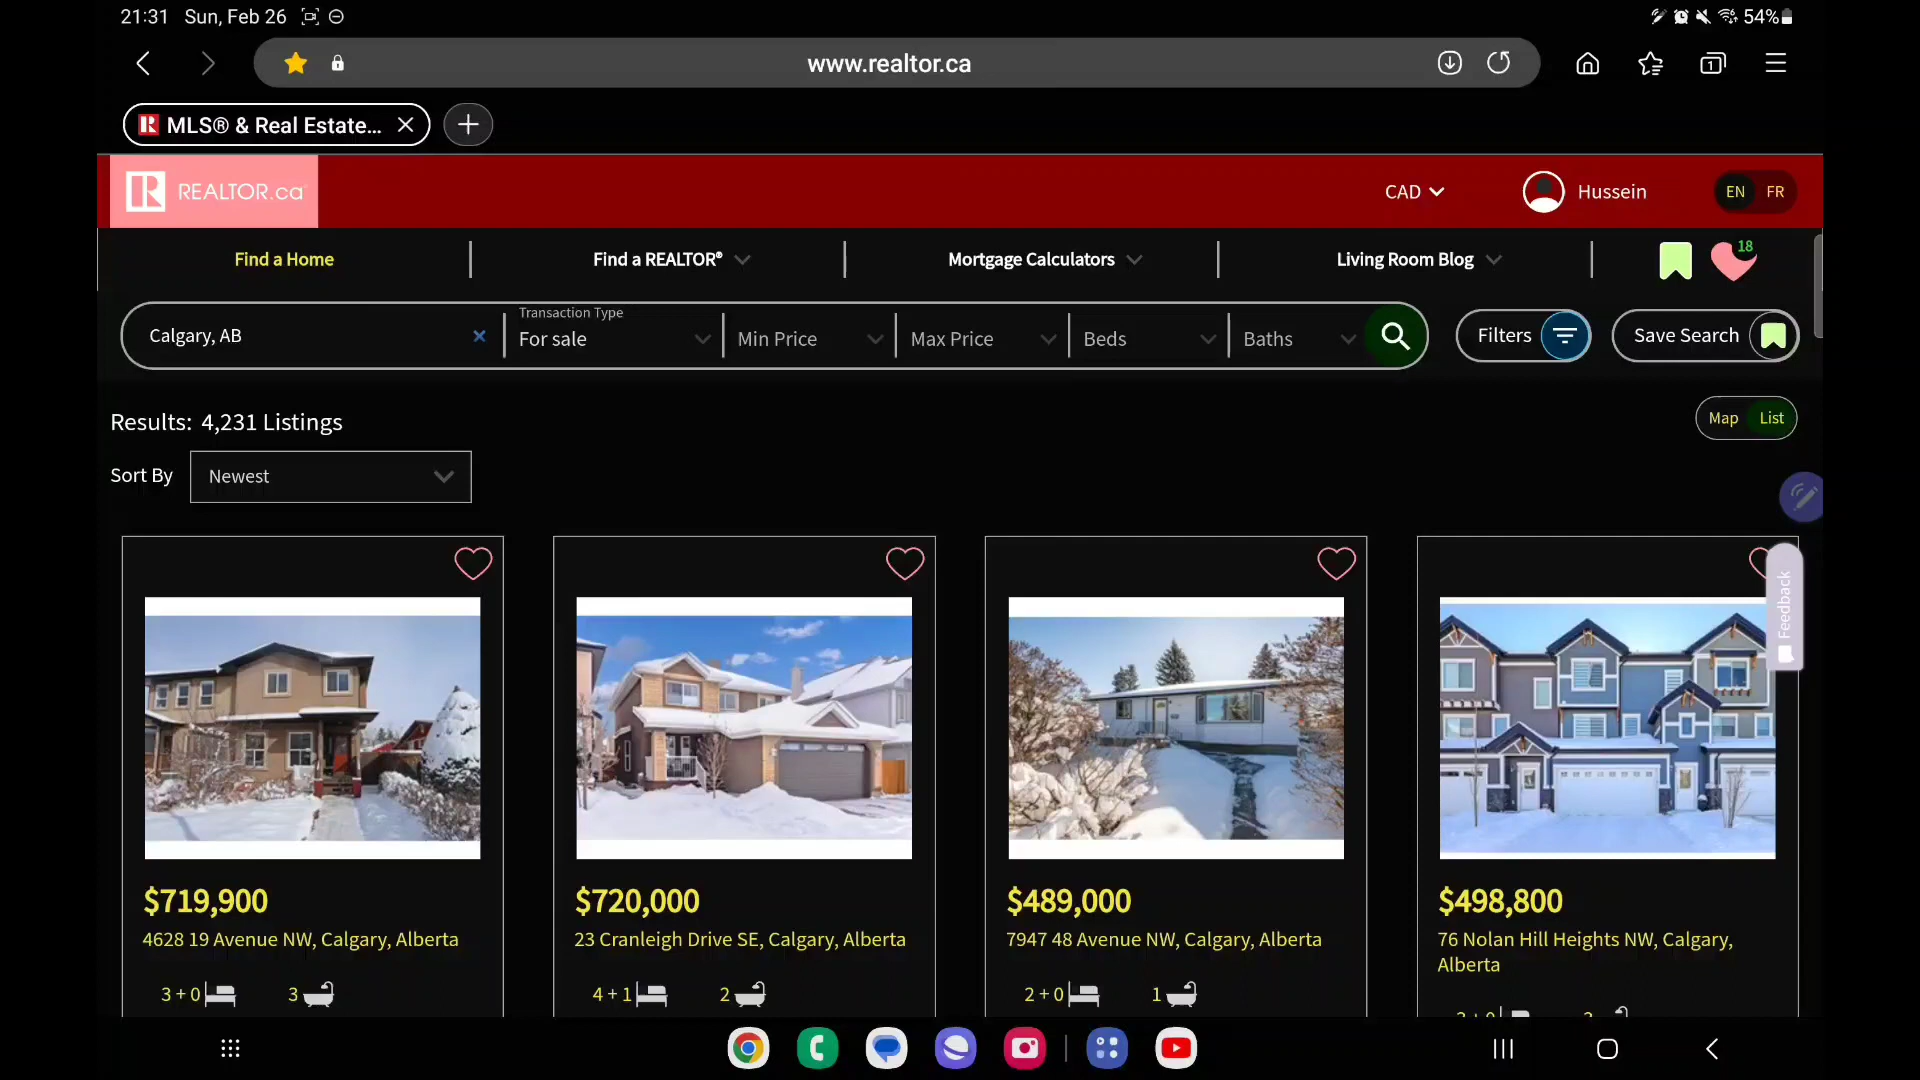 21:31 Sun, Feb 26
54%
www.realtor.ca
1
MLS® & Real Estate...
REALTOR.ca
CAD
Hussein
EN FR
Find a Home
Find a REALTOR®
Mortgage Calculators
Living Room Blog
18
Calgary, AB
Transaction Type
For sale
Min Price
Max Price
Beds
Baths
Filters
Save Search
Results: 4,231 Listings
Map List
Sort By Newest
Feedback
$719,900
4628 19 Avenue NW, Calgary, Alberta
3 + 0
3
$720,000
23 Cranleigh Drive SE, Calgary, Alberta
4 + 1
2
$489,000
7947 48 Avenue NW, Calgary, Alberta
2 + 0
1
$498,800
76 Nolan Hill Heights NW, Calgary,
Alberta